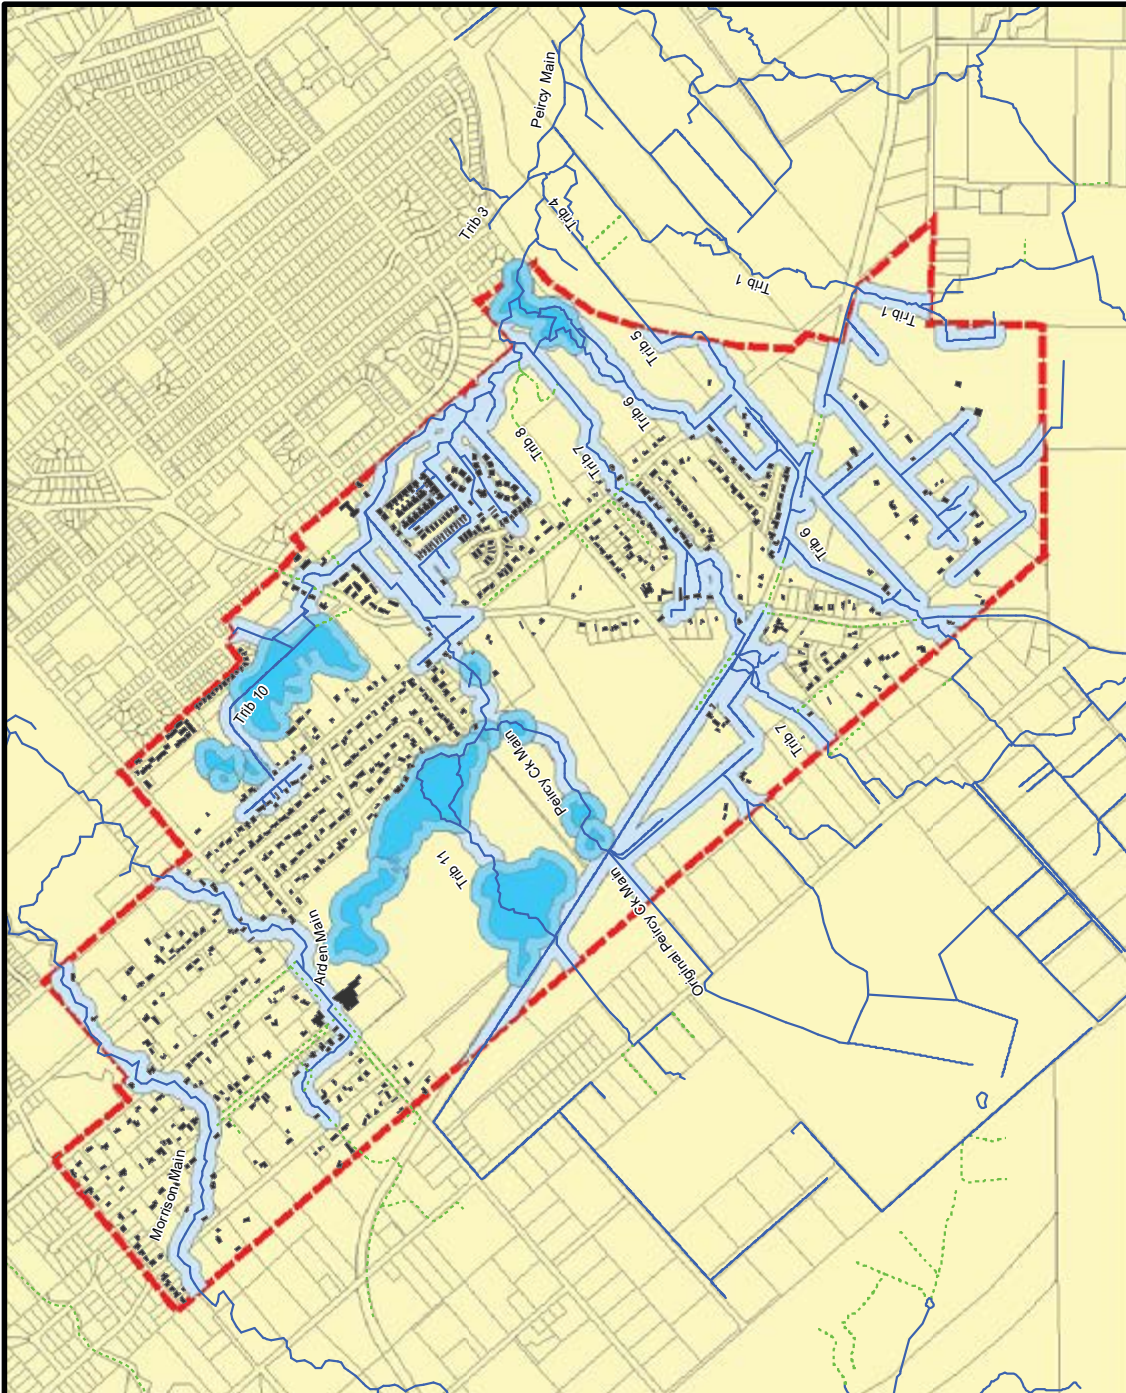 Peircy Main
Trib 3
Trib 4
Trib 1
Trib 1
Trib 5
Trib 6
Trib 8
Trib 7
Trib 6
Trib 10
Peircy Ck Main
Trib 7
Trib 11
Original Peircy Ck Main
Arden Main
Morrison Main